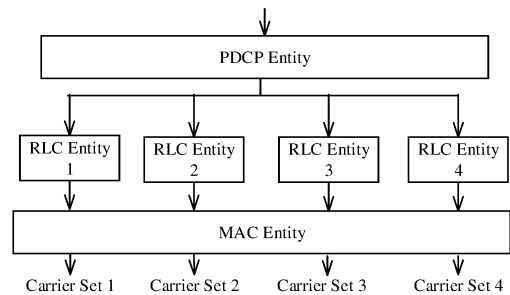 PDCP Entity
RLC Entity
1
RLC Entity
2
RLC Entity
3
RLC Entity
4
MAC Entity
Carrier Set 1
Carrier Set 2
Carrier Set 3
Carrier Set 4